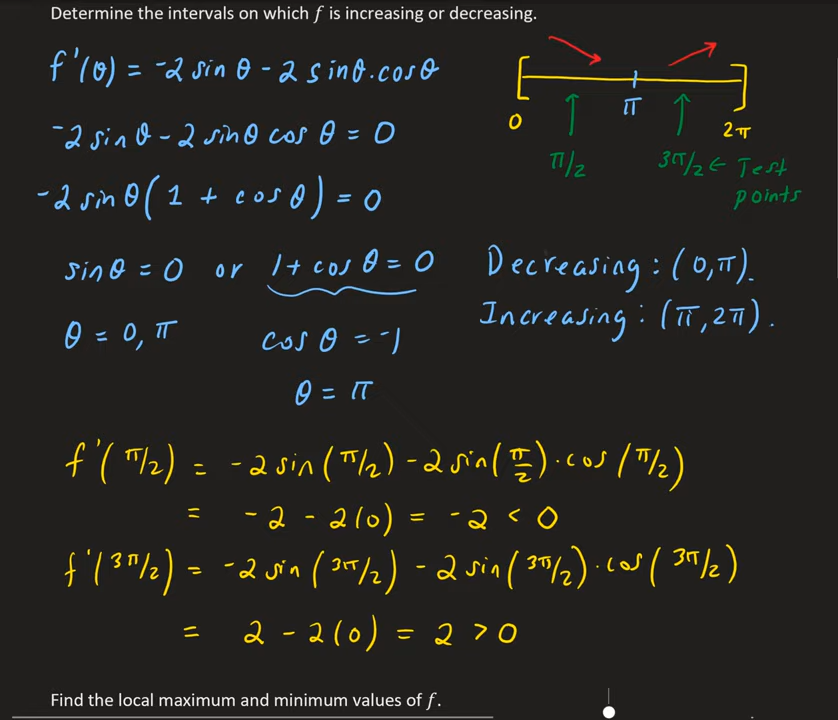 Determine the intervals on which f is increasing or decreasing.
f'(θ) = -2 sin θ - 2 sinθ · cosθ
-2 sin θ - 2 sinθ cos θ = 0
-2 sin θ ( 1 + cos θ ) = 0
sin θ = 0 or 1 + cos θ = 0
θ = 0, π
cos θ = -1
θ = π
0
π
2π
π/2
3π/2 ← Test
points
Decreasing : (0, π).
Increasing : (π, 2π).
f'(π/2) = -2 sin(π/2) - 2 sin(π/2) · cos(π/2)
= -2 - 2(0) = -2 < 0
f'(3π/2) = -2 sin(3π/2) - 2 sin(3π/2) · cos(3π/2)
= 2 - 2(0) = 2 > 0
Find the local maximum and minimum values of f.